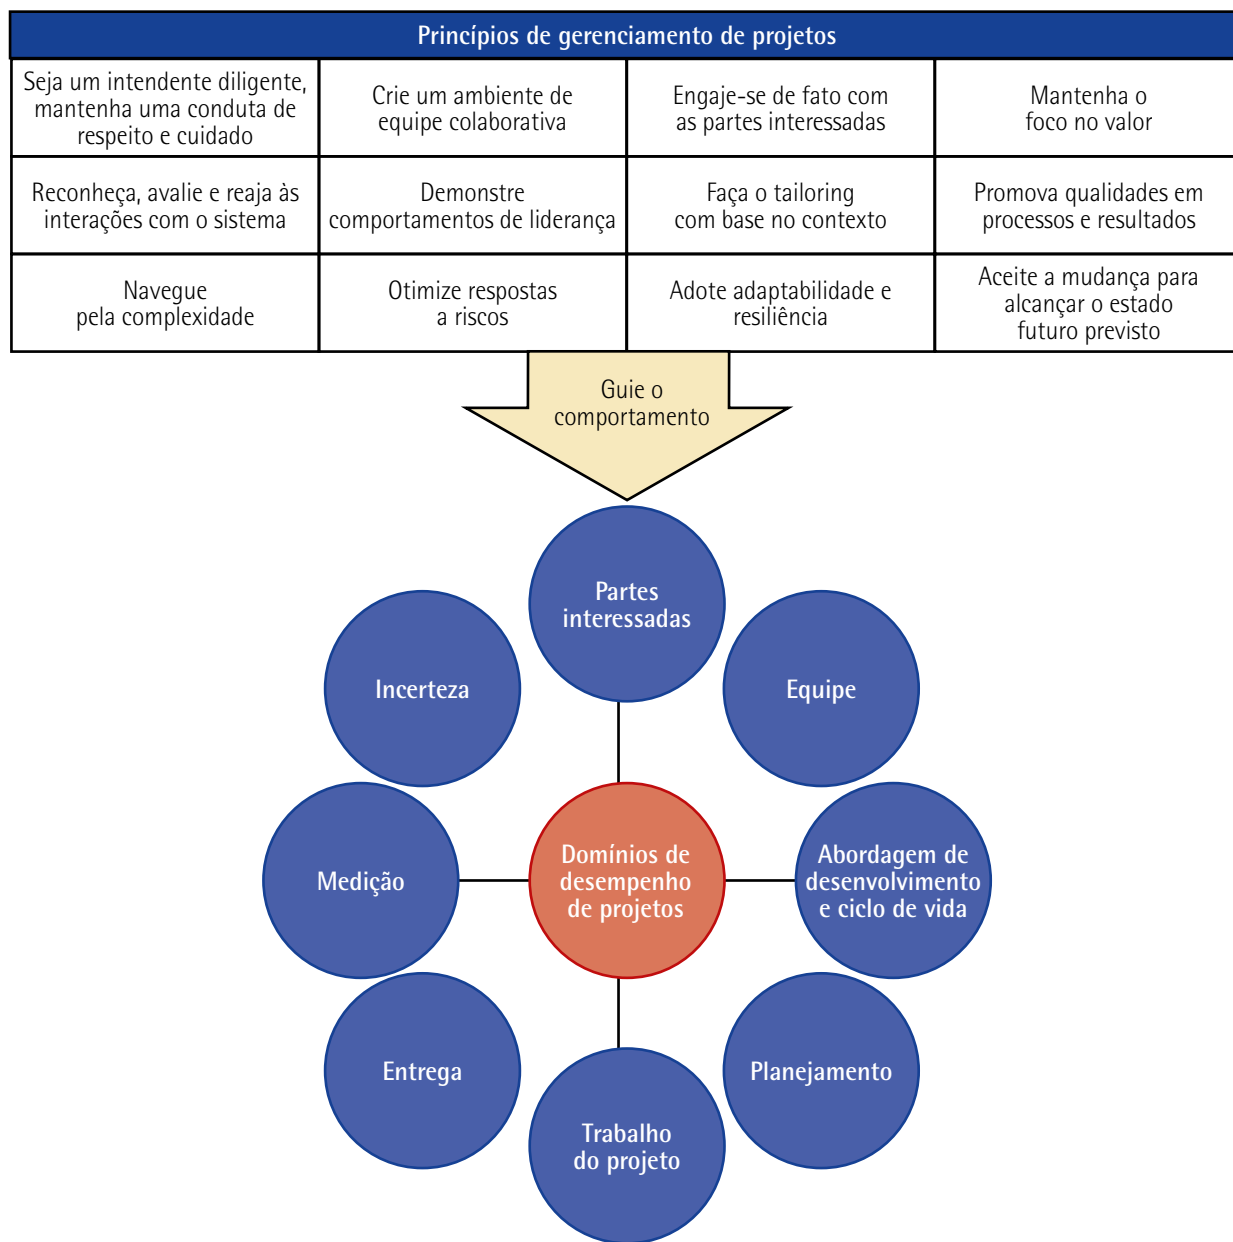 Princípios de gerenciamento de projetos
Seja um intendente diligente,
mantenha uma conduta de
respeito e cuidado
Crie um ambiente de
equipe colaborativa
Engaje-se de fato com
as partes interessadas
Mantenha o
foco no valor
Reconheça, avalie e reaja às
interações com o sistema
Demonstre
comportamentos de liderança
Faça o tailoring
com base no contexto
Promova qualidades em
processos e resultados
Navegue
pela complexidade
Otimize respostas
a riscos
Adote adaptabilidade e
resiliência
Aceite a mudança para
alcançar o estado
futuro previsto
Guie o
comportamento
Partes
interessadas
Incerteza
Equipe
Medição
Domínios de
desempenho
de projetos
Abordagem de
desenvolvimento
e ciclo de vida
Entrega
Planejamento
Trabalho
do projeto